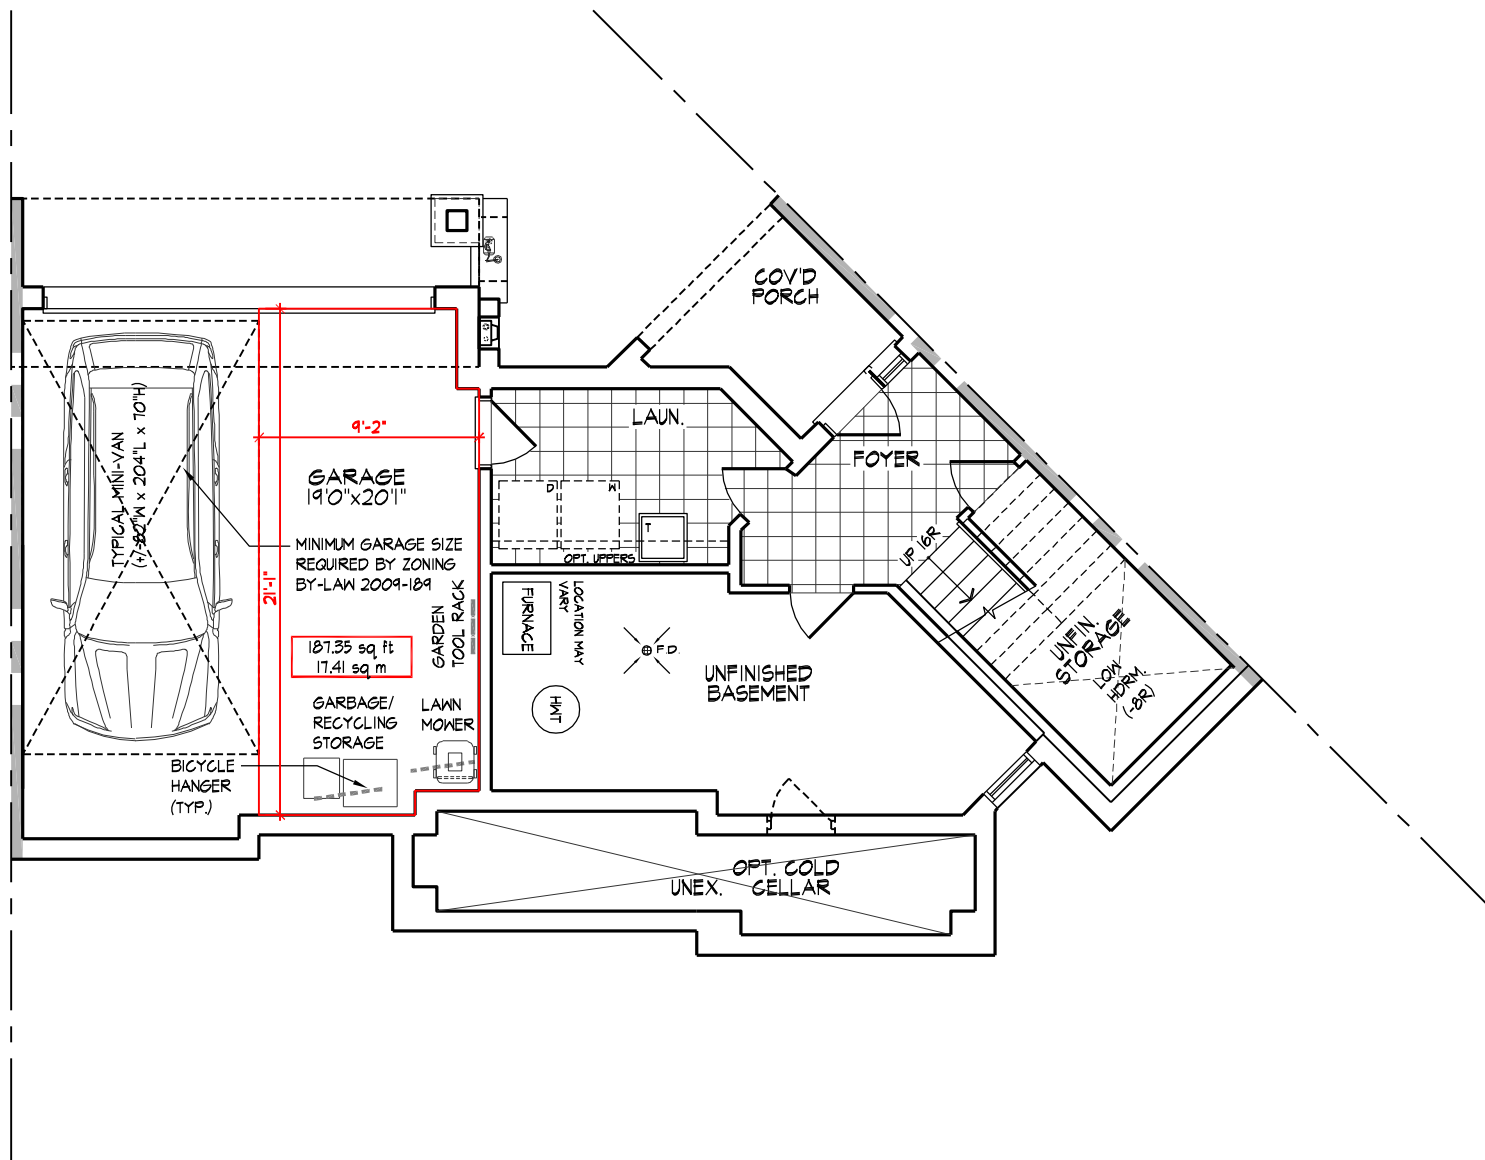 COV'D
PORCH
LAUN.
FOYER
9'-2"
GARAGE
19'0"x20'1"
TYPICAL MINI-VAN
(+/-82"W x 204"L x 70"H)
D
W
T
OPT. UPPERS
UP 16R
MINIMUM GARAGE SIZE
REQUIRED BY ZONING
BY-LAW 2009-189
21'-1"
GARDEN
TOOL RACK
FURNACE
LOCATION MAY
VARY
F.D.
187.35 sq ft
17.41 sq m
UNFINISHED
BASEMENT
UNFIN.
STORAGE
LOW
HDRM.
(-8R)
HWT
GARBAGE/
RECYCLING
STORAGE
LAWN
MOWER
BICYCLE
HANGER
(TYP.)
OPT. COLD
CELLAR
UNEX.